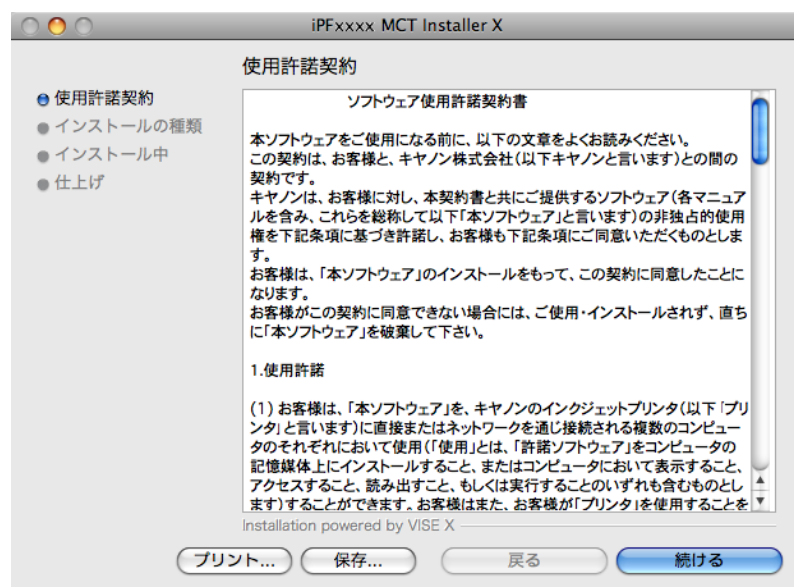 iPFxxxx MCT Installer X
使用許諾契約
使用許諾契約
インストールの種類
インストール中
仕上げ
ソフトウェア使用許諾契約書
本ソフトウェアをご使用になる前に、以下の文章をよくお読みください。
この契約は、お客様と、キヤノン株式会社(以下キヤノンと言います)との間の
契約です。
キヤノンは、お客様に対し、本契約書と共にご提供するソフトウェア(各マニュア
ルを含み、これらを総称して以下「本ソフトウェア」と言います)の非独占的使用
権を下記条項に基づき許諾し、お客様も下記条項にご同意いただくものとしま
す。
お客様は、「本ソフトウェア」のインストールをもって、この契約に同意したことに
なります。
お客様がこの契約に同意できない場合には、ご使用・インストールされず、直ち
に「本ソフトウェア」を破棄して下さい。
1.使用許諾
(1) お客様は、「本ソフトウェア」を、キヤノンのインクジェットプリンタ(以下「プリ
ンタ」と言います)に直接またはネットワークを通じ接続される複数のコンピュー
タのそれぞれにおいて使用(「使用」とは、「許諾ソフトウェア」をコンピュータの
記憶媒体上にインストールすること、またはコンピュータにおいて表示すること、
アクセスすること、読み出すこと、もしくは実行することのいずれも含むものとし
ます)することができます。お客様はまた、お客様が「プリンタ」を使用することを
Installation powered by VISE X
プリント...
保存...
戻る
続ける